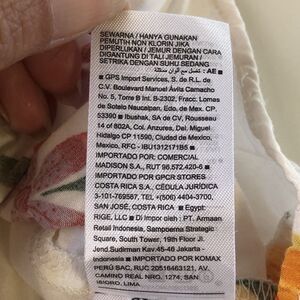 SEWARNA / HANYA GUNAKAN
PEMUTIH NON KLORIN JIKA
DIPERLUKAN / JEMUR DENGAN CARA
DIGANTUNG DI TALI JEMURAN /
SETRIKA DENGAN SUHU SEDANG
■ AE: تغسل مع ألوان مماثلة
■ GPS Import Services, S. de R.L. de
C.V. Boulevard Manuel Ávila Camacho
No. 5, Torre B Int. B-2302, Fracc. Lomas
de Sotelo Naucalpan, Edo. de Mex. CP.
53390 ■ Ibushak, SA de CV, Rousseau
14 of 802A, Col. Anzures, Del. Miguel
Hidalgo CP 11590, Ciudad de Mexico,
Mexico, RFC - IBU1312171B5 ■
IMPORTADO POR: COMERCIAL
MADISON S.A., RUT 96.572.420-6 ■
IMPORTADO POR GPCR STORES
COSTA RICA S.A., CÉDULA JURÍDICA
3-101-769587, TEL +(506) 4404-3700,
SAN JOSÉ, COSTA RICA ■ Egypt:
RIGE, LLC ■ Di Impor oleh : PT. Armaan
Retail Indonesia, Sampoerna Strategic
Square, South Tower, 19th Floor Jl.
Jend.Sudirman Kav.45-46 Jakarta-
Indonesia ■ IMPORTADO POR KOMAX
PERÚ SAC, RUC 20516463121, AV.
CAMINO REAL NRO. 1274, SAN
ISIDRO, LIMA